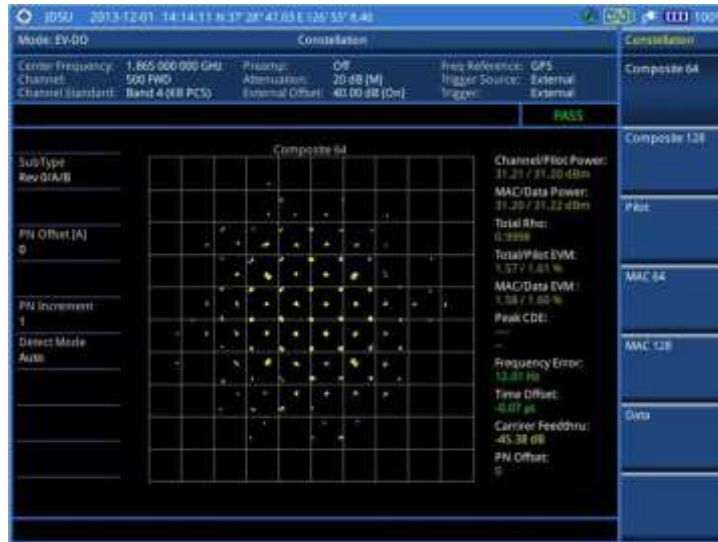 JDSU 2013-12-01 14:14:11 N 37° 28' 47.03 E 126° 53' 8.46 100%
Mode: EV-DO Constellation
Center Frequency: 1.865 000 000 GHz Preamp: Off Freq Reference: GPS
Channel: 500 FWD Attenuation: 20 dB [M] Trigger Source: External
Channel Standard: Band 4 (KR PCS) External Offset: 40.00 dB [On] Trigger: External
PASS
Composite 64
SubType
Rev 0/A/B
PN Offset [A]
0
PN Increment
1
Detect Mode
Auto
Channel/Pilot Power:
31.21 / 31.20 dBm
MAC/Data Power:
31.20 / 31.22 dBm
Total Rho:
0.9998
Total/Pilot EVM:
1.57 / 1.61 %
MAC/Data EVM :
1.58 / 1.60 %
Peak CDE:
---
--
Frequency Error:
12.01 Hz
Time Offset:
-0.07 μs
Carrirer Feedthru:
-45.38 dB
PN Offset:
0
Constellation
Composite 64
Composite 128
Pilot
MAC 64
MAC 128
Data